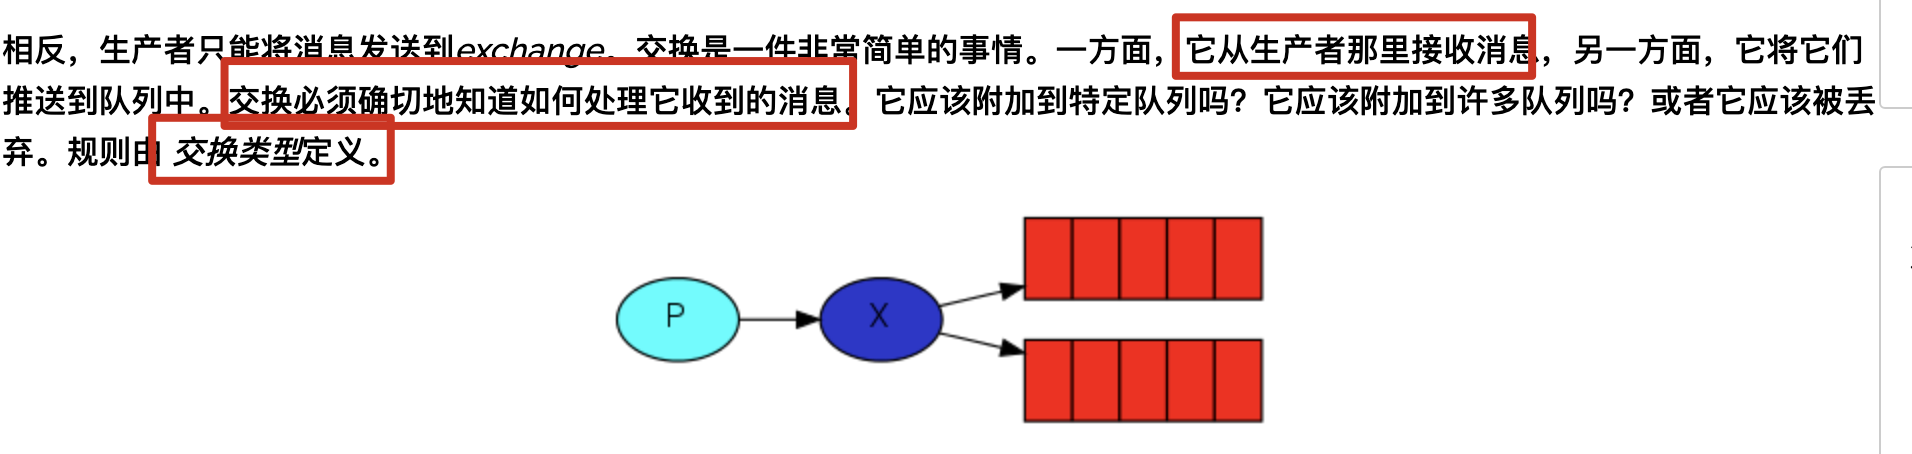 相反，生产者只能将消息发送到exchange。交换是一件非常简单的事情。一方面，它从生产者那里接收消息，另一方面，它将它们
推送到队列中。交换必须确切地知道如何处理它收到的消息。它应该附加到特定队列吗？它应该附加到许多队列吗？或者它应该被丢
弃。规则由 交换类型定义。
P
X